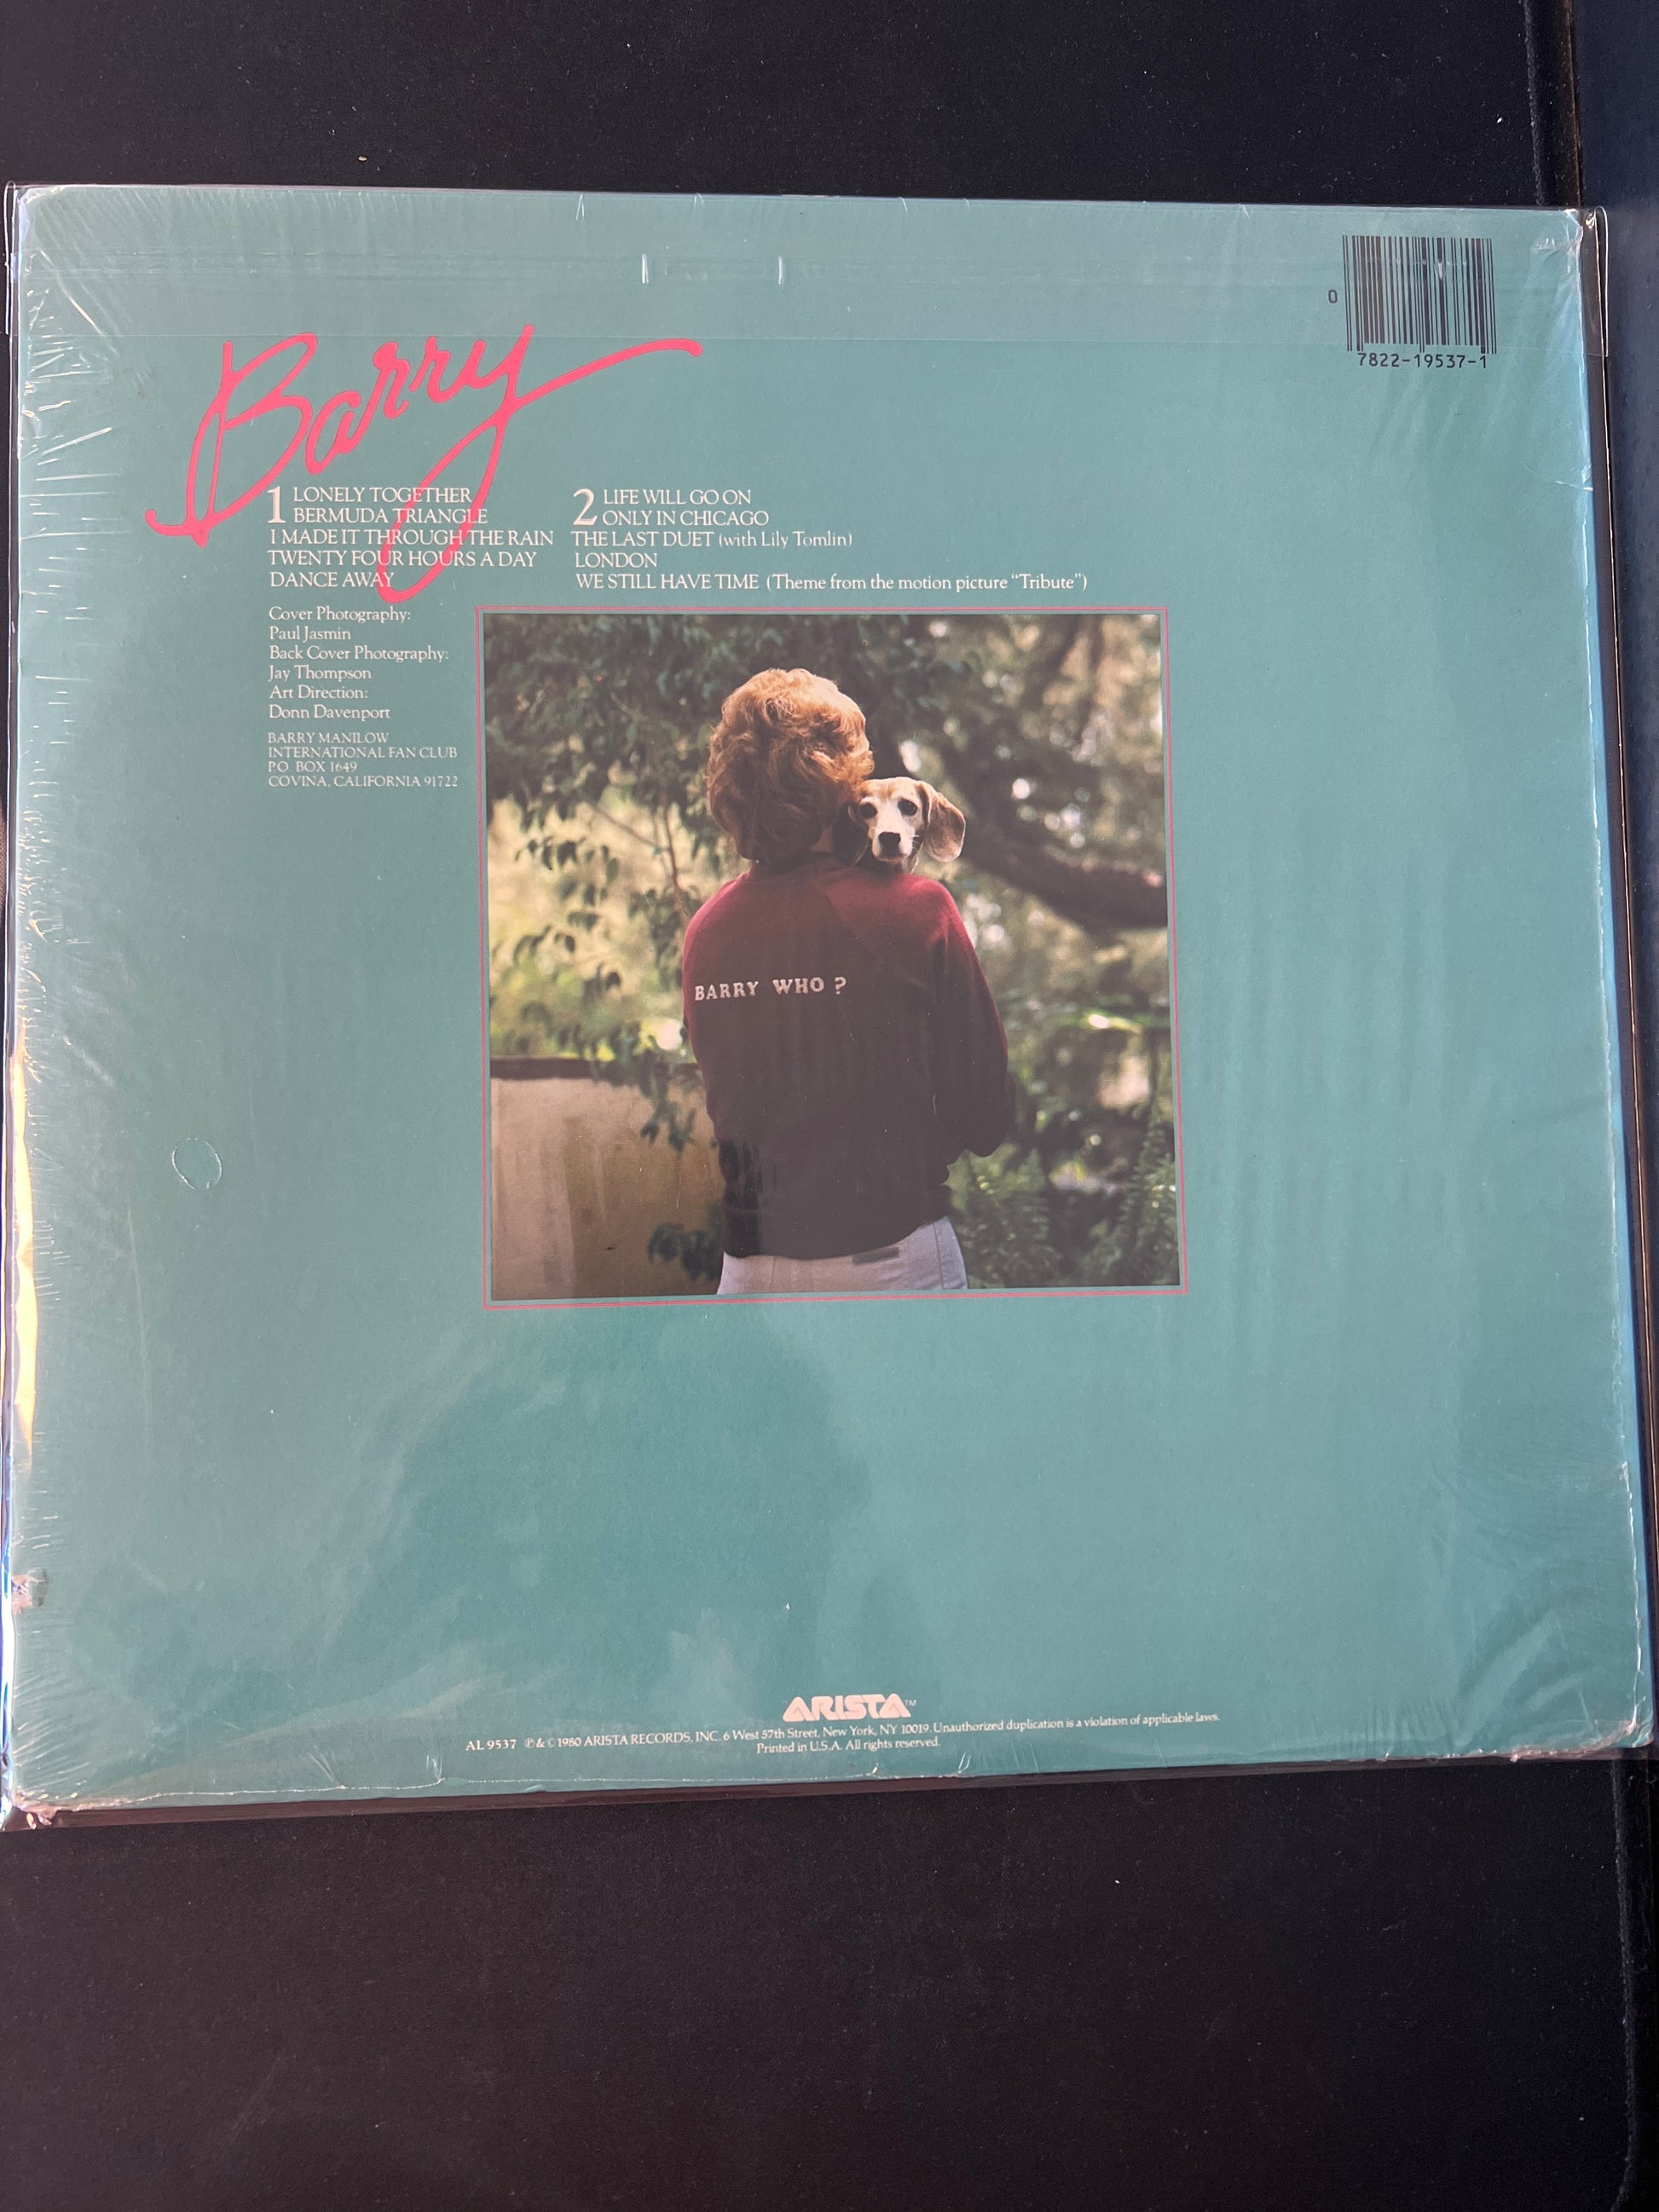 0
7822-19537-1
Barry
1 LONELY TOGETHER
BERMUDA TRIANGLE
I MADE IT THROUGH THE RAIN
TWENTY FOUR HOURS A DAY
DANCE AWAY
2 LIFE WILL GO ON
ONLY IN CHICAGO
THE LAST DUET (with Lily Tomlin)
LONDON
WE STILL HAVE TIME (Theme from the motion picture “Tribute”)
Cover Photography:
Paul Jasmin
Back Cover Photography:
Jay Thompson
Art Direction:
Donn Davenport
BARRY MANILOW
INTERNATIONAL FAN CLUB
P.O. BOX 1649
COVINA, CALIFORNIA 91722
BARRY WHO ?
ARISTA™
AL 9537 ℗ & © 1980 ARISTA RECORDS, INC. 6 West 57th Street, New York, NY 10019. Unauthorized duplication is a violation of applicable laws.
Printed in U.S.A. All rights reserved.